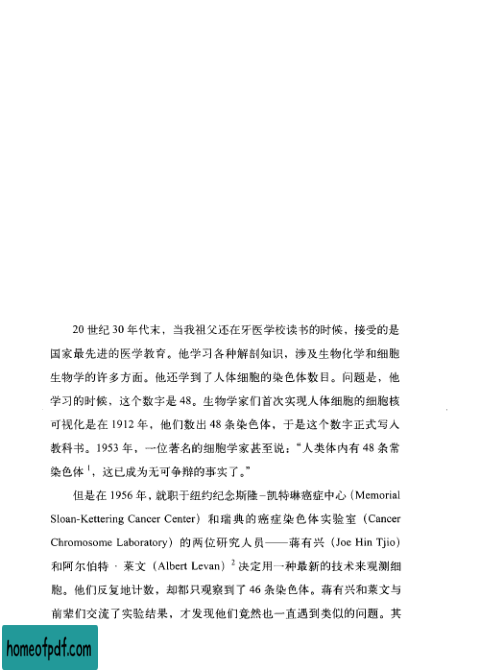 20 世纪 30 年代末，当我祖父还在牙医学校读书的时候，接受的是
国家最先进的医学教育。他学习各种解剖知识，涉及生物化学和细胞
生物学的许多方面。他还学到了人体细胞的染色体数目。问题是，他
学习的时候，这个数字是 48。生物学家们首次实现人体细胞的细胞核
可视化是在 1912 年，他们数出 48 条染色体，于是这个数字正式写入
教科书。1953 年，一位著名的细胞学家甚至说：“人类体内有 48 条常
染色体1，这已成为无可争辩的事实了。”
但是在 1956 年，就职于纽约纪念斯隆－凯特琳癌症中心（Memorial
Sloan-Kettering Cancer Center）和瑞典的癌症染色体实验室（Cancer
Chromosome Laboratory）的两位研究人员——蒋有兴（Joe Hin Tjio）
和阿尔伯特·莱文（Albert Levan）2 决定用一种最新的技术来观测细
胞。他们反复地计数，却都只观察到了 46 条染色体。蒋有兴和莱文与
前辈们交流了实验结果，才发现他们竟然也一直遇到类似的问题。其
homeofpdf.com